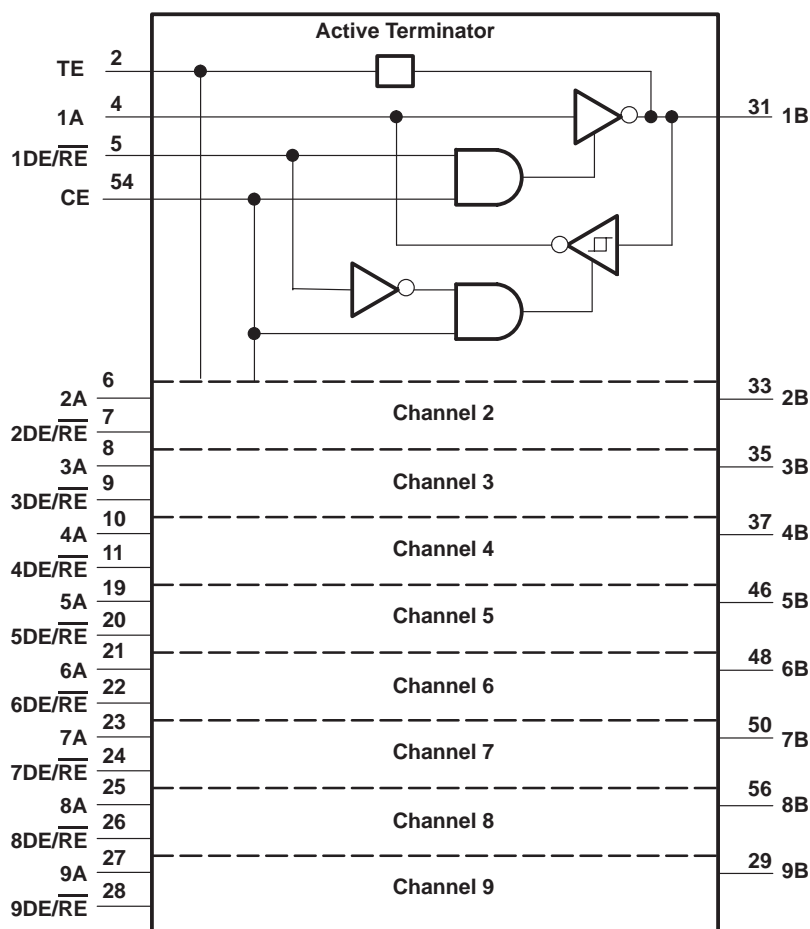 Active Terminator
TE 2
1A 4
31 1B
1DE/RE 5
CE 54
6
2A
33 2B
Channel 2
7
2DE/RE
8
3A
35 3B
Channel 3
9
3DE/RE
10
4A
37 4B
Channel 4
11
4DE/RE
19
5A
46 5B
Channel 5
20
5DE/RE
21
6A
48 6B
Channel 6
22
6DE/RE
23
7A
50 7B
Channel 7
24
7DE/RE
25
8A
56 8B
Channel 8
26
8DE/RE
27
9A
29 9B
Channel 9
28
9DE/RE